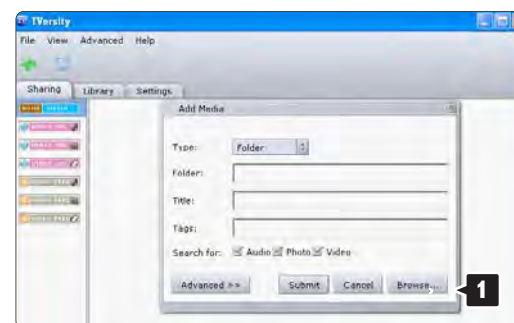 TVersity
File View Advanced Help
Sharing Library Settings
Add Media
Type: Folder
Folder:
Title:
Tags:
Search for: Audio Photo Video
Advanced >> Submit Cancel Browse...
1